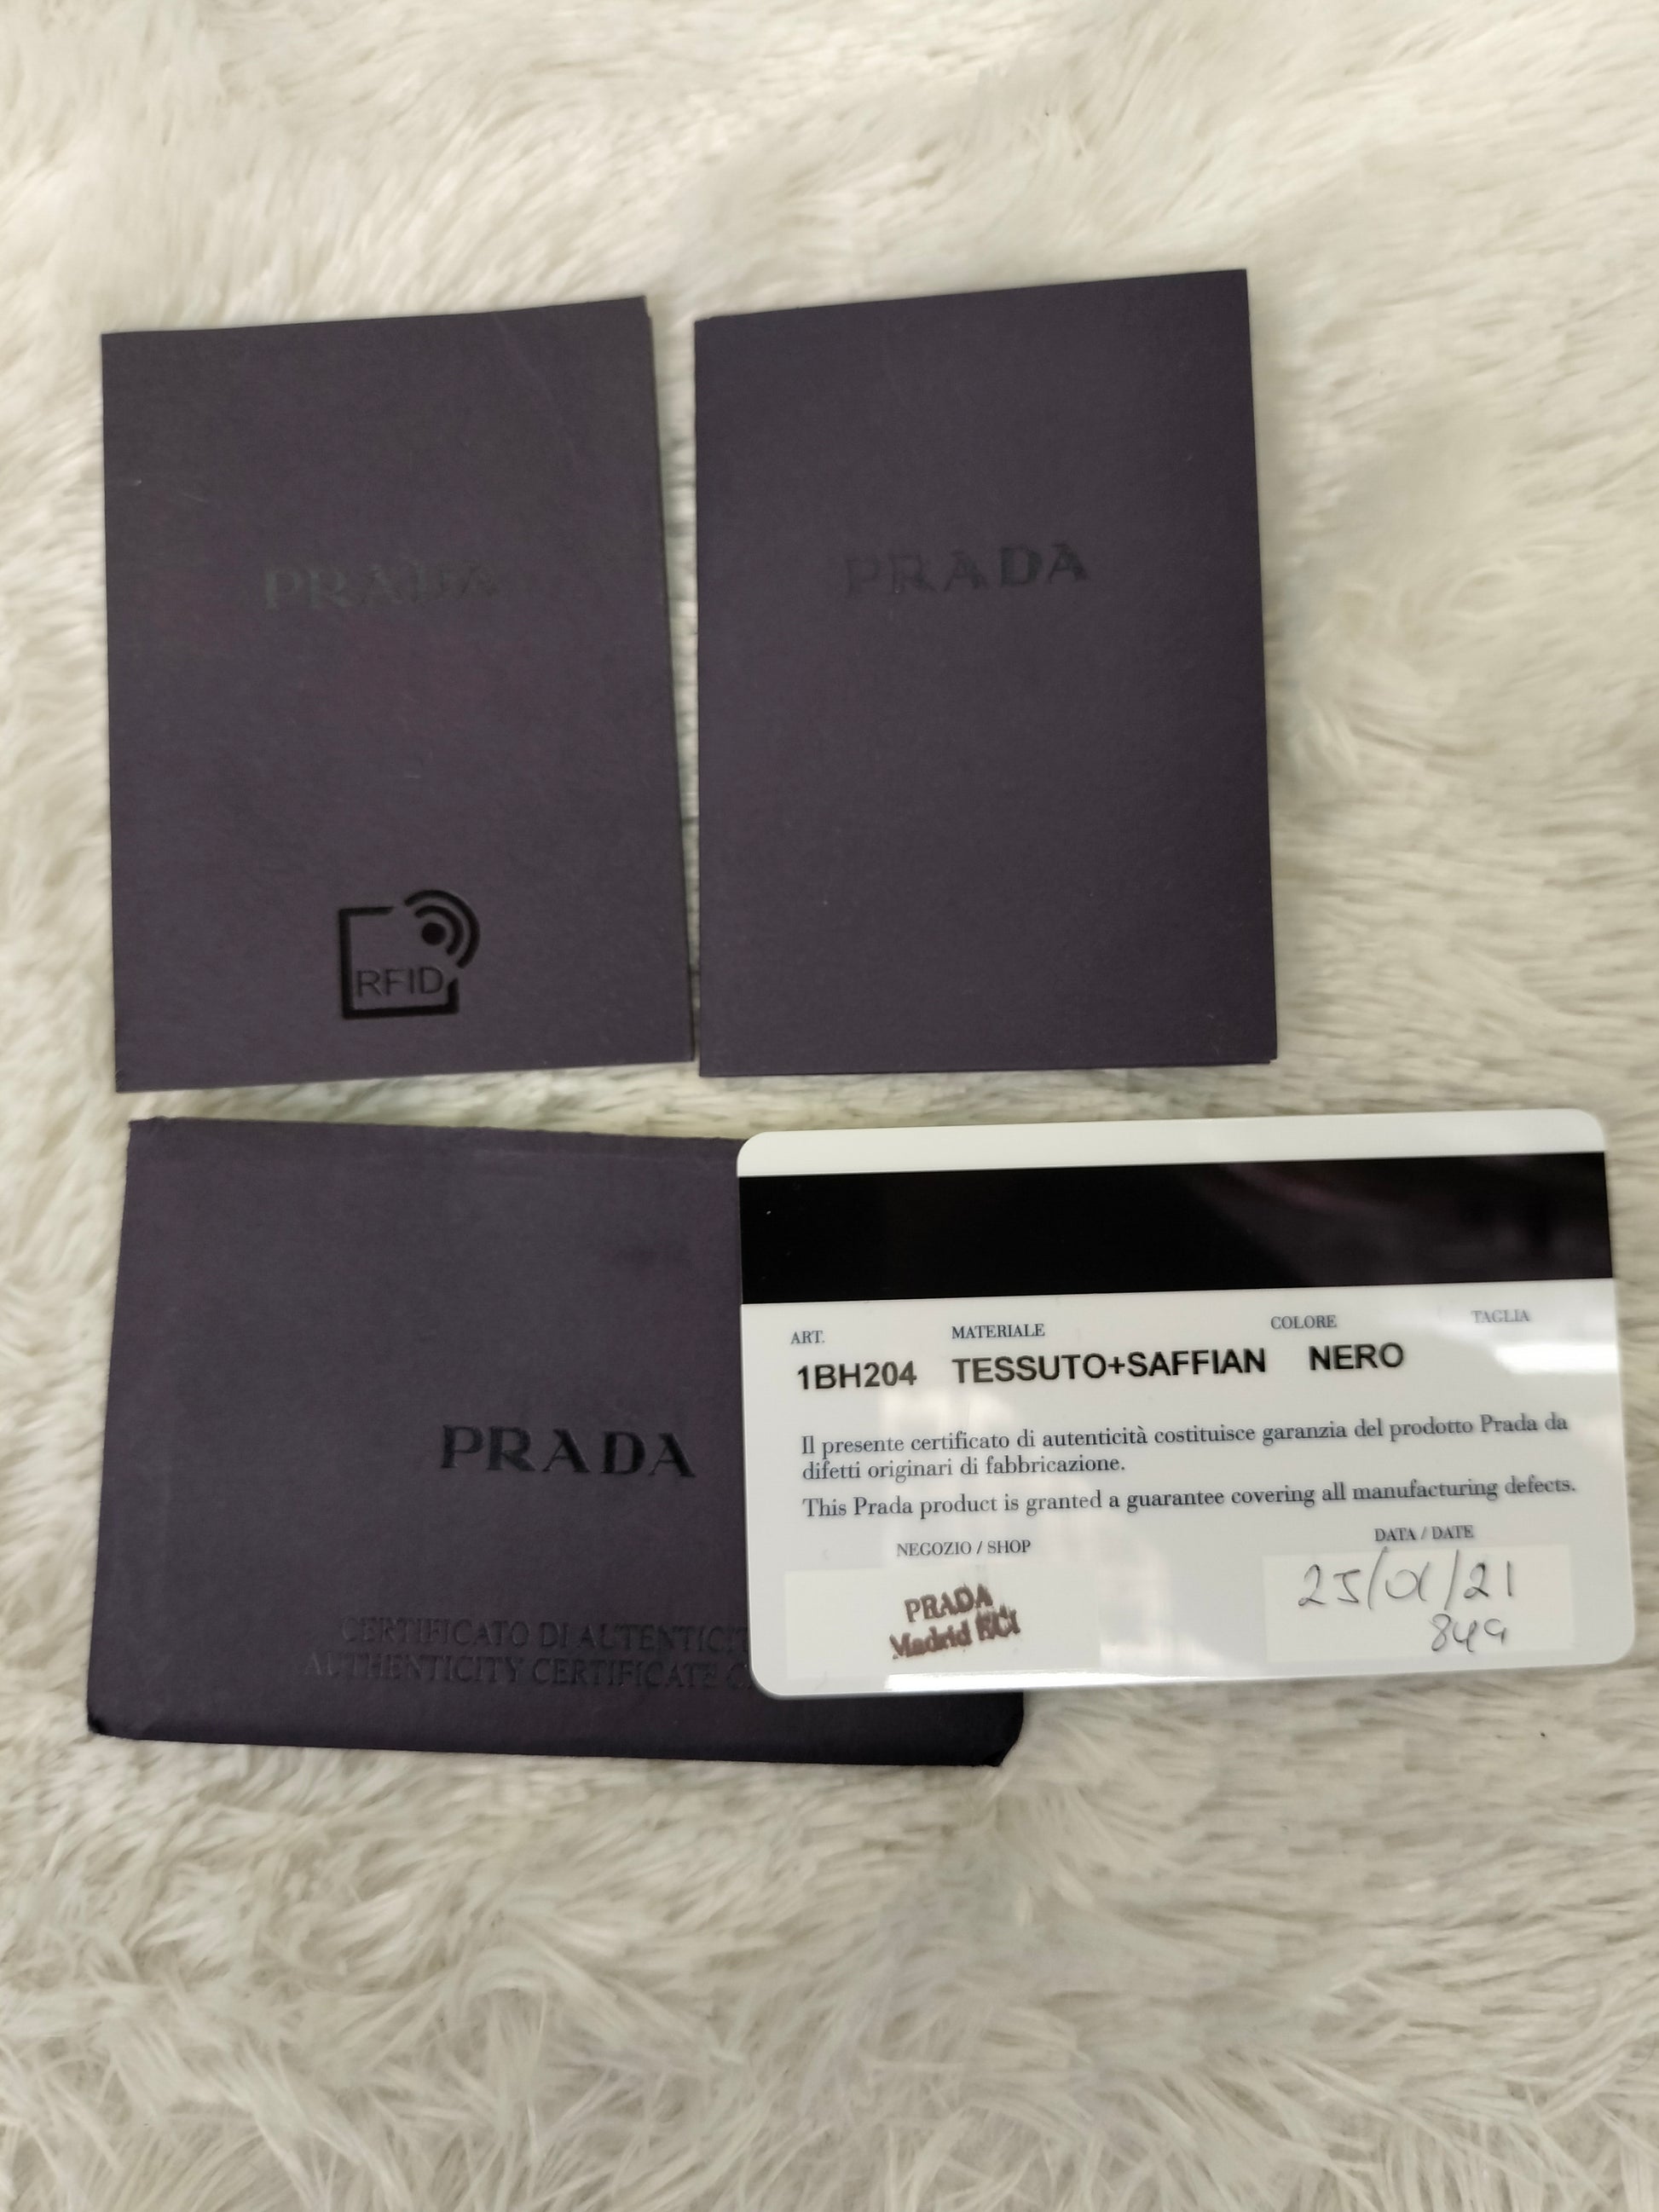 PRADA
RFID
PRADA
PRADA
CERTIFICATO DI AUTENTICIT
AUTHENTICITY CERTIFICATE C
ART. MATERIALE COLORE TAGLIA
1BH204 TESSUTO+SAFFIAN NERO
Il presente certificato di autenticità costituisce garanzia del prodotto Prada da
difetti originari di fabbricazione.
This Prada product is granted a guarantee covering all manufacturing defects.
NEGOZIO / SHOP
PRADA
Madrid ECI
DATA / DATE
25/01/21
849